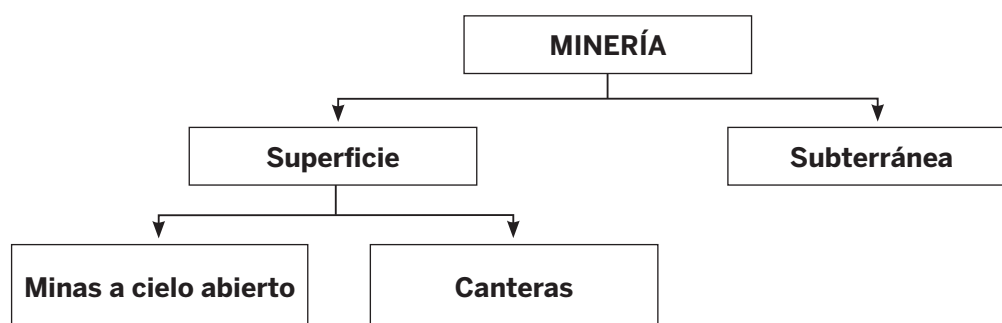 MINERÍA
Superficie
Subterránea
Minas a cielo abierto
Canteras